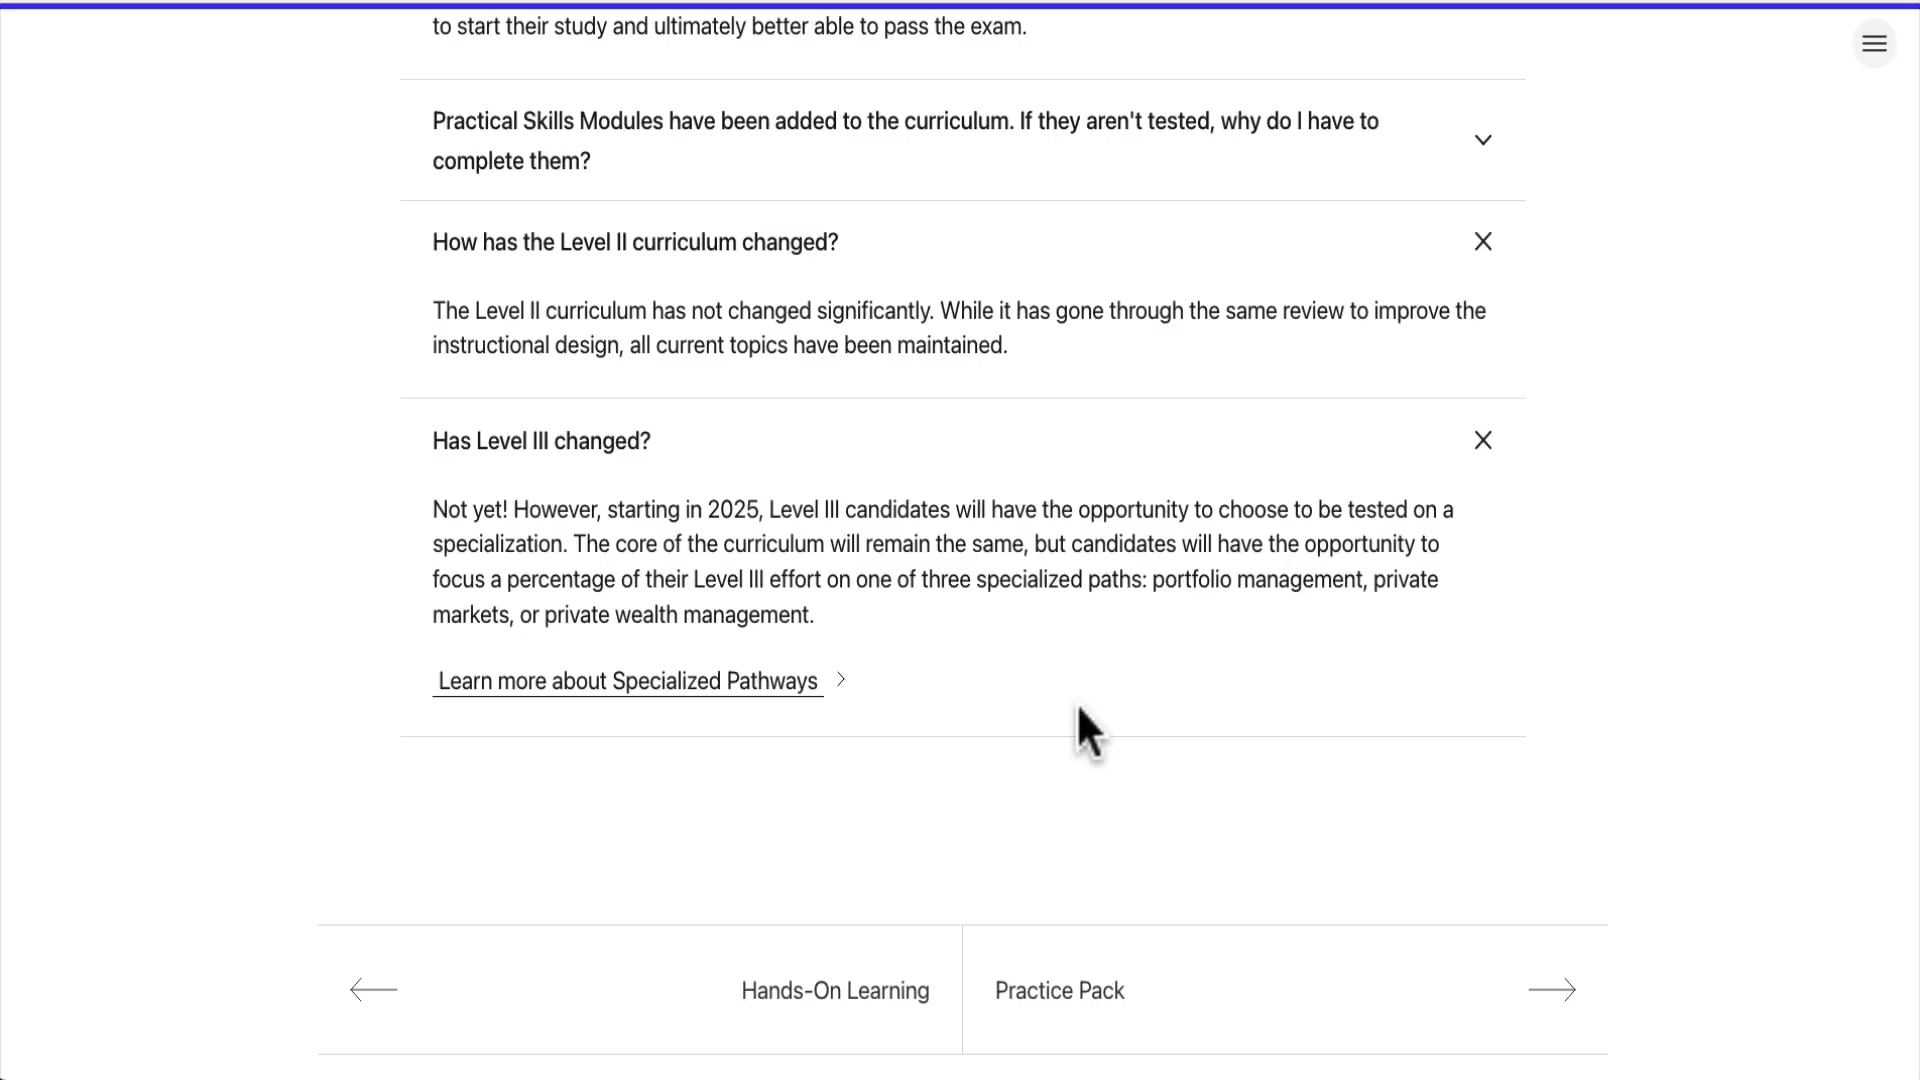 to start their study and ultimately better able to pass the exam.
Practical Skills Modules have been added to the curriculum. If they aren't tested, why do I have to
complete them?
How has the Level II curriculum changed?
The Level II curriculum has not changed significantly. While it has gone through the same review to improve the
instructional design, all current topics have been maintained.
Has Level III changed?
Not yet! However, starting in 2025, Level III candidates will have the opportunity to choose to be tested on a
specialization. The core of the curriculum will remain the same, but candidates will have the opportunity to
focus a percentage of their Level III effort on one of three specialized paths: portfolio management, private
markets, or private wealth management.
Learn more about Specialized Pathways
Hands-On Learning
Practice Pack